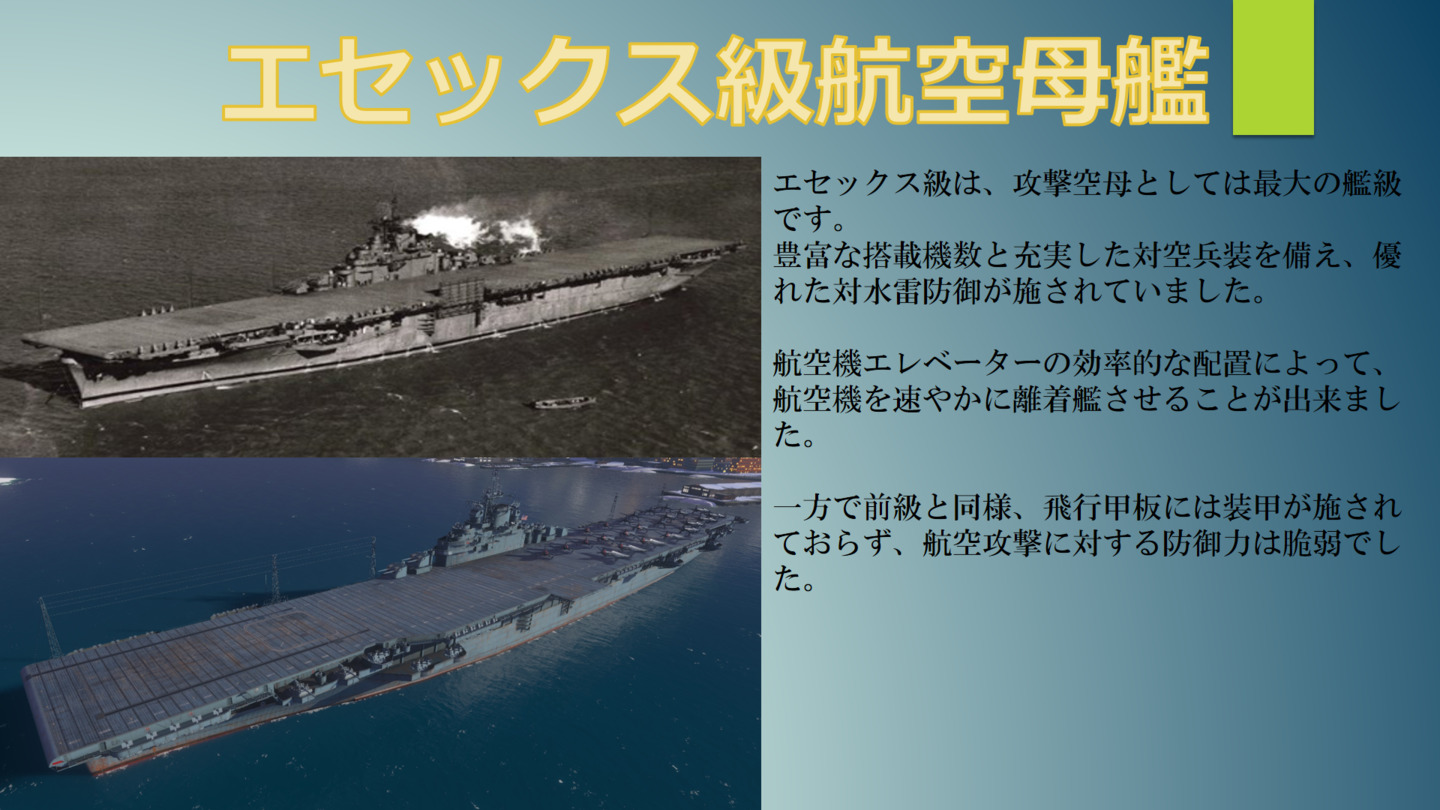 エセックス級航空母艦
エセックス級は、攻撃空母としては最大の艦級
です。
豊富な搭載機数と充実した対空兵装を備え、優
れた対水雷防御が施されていました。
航空機エレベーターの効率的な配置によって、
航空機を速やかに離着艦させることが出来まし
た。
一方で前級と同様、飛行甲板には装甲が施され
ておらず、航空攻撃に対する防御力は脆弱でし
た。